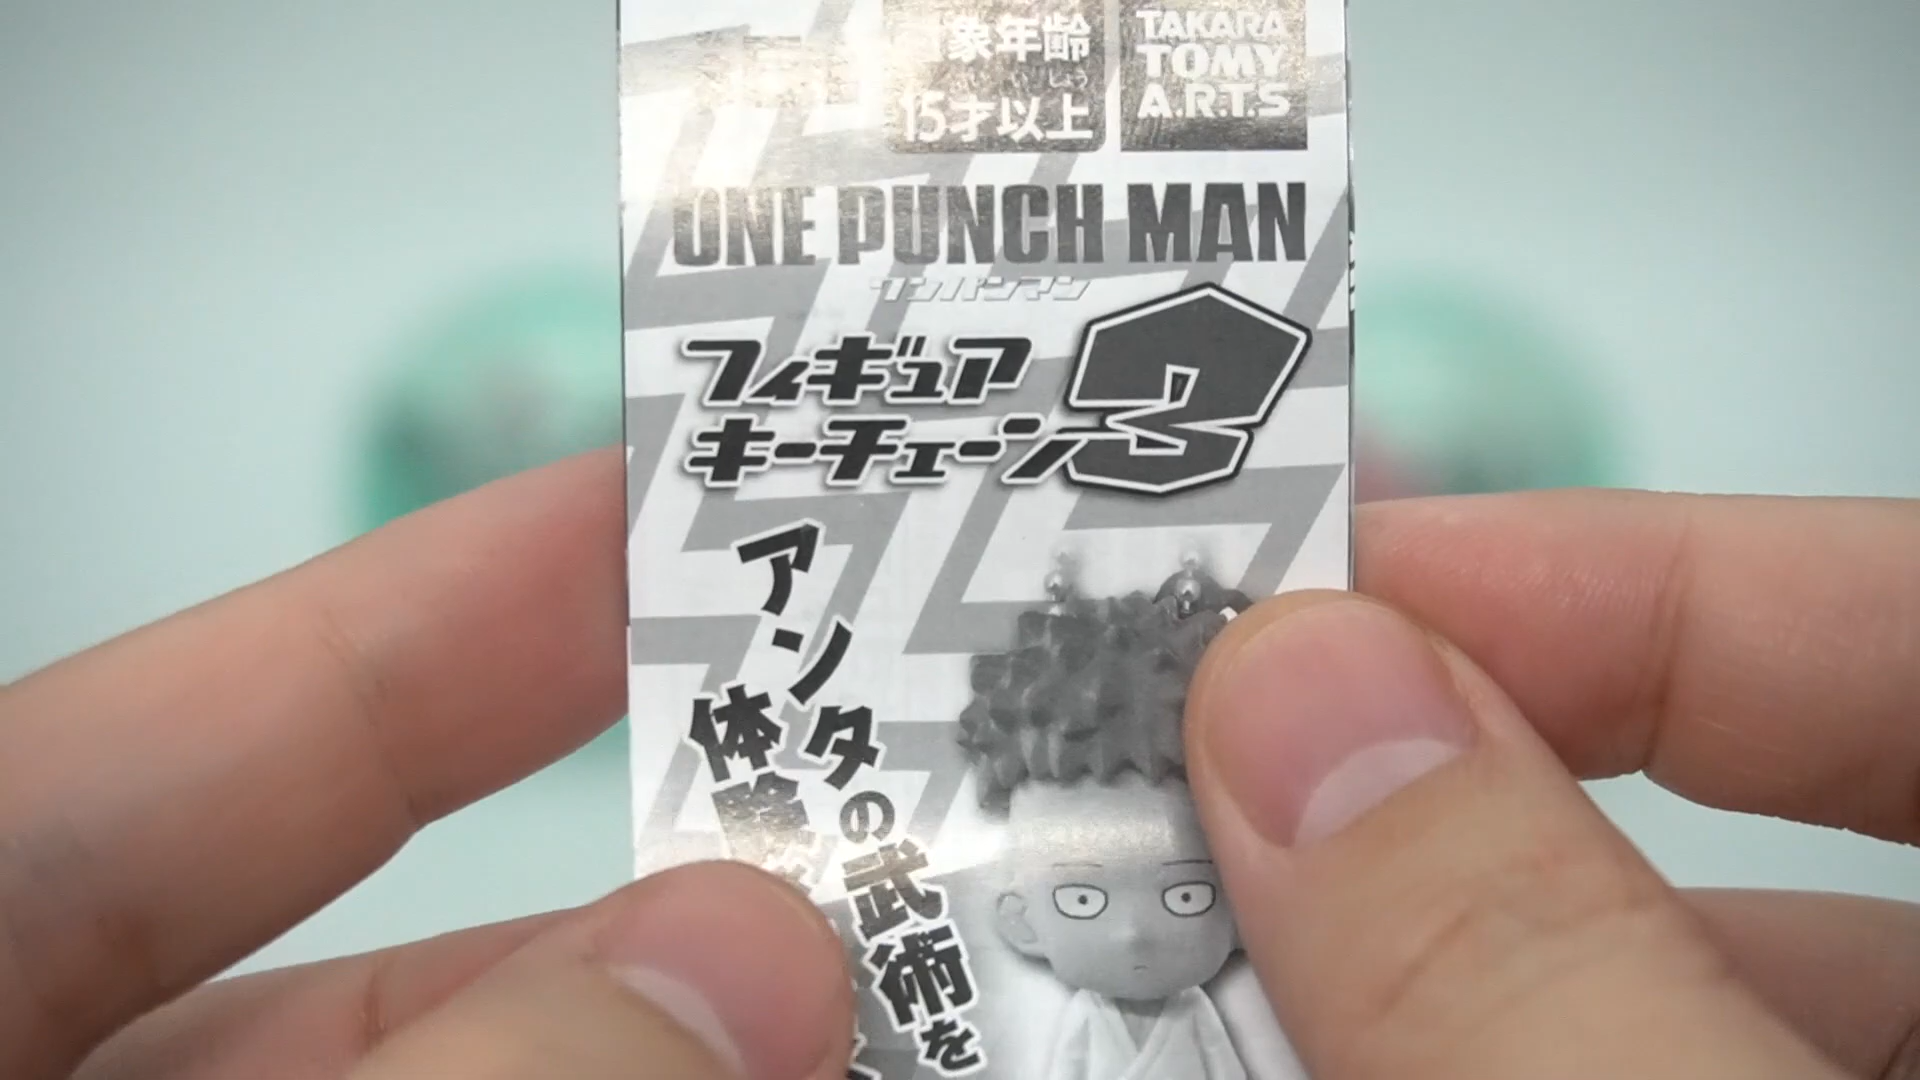 象年齢
15才以上
TAKARA
TOMY
A.R.T.S
ONE PUNCH MAN
ワンパンマン
フィギュア
キーチェーン3
アンタの武術を
体験